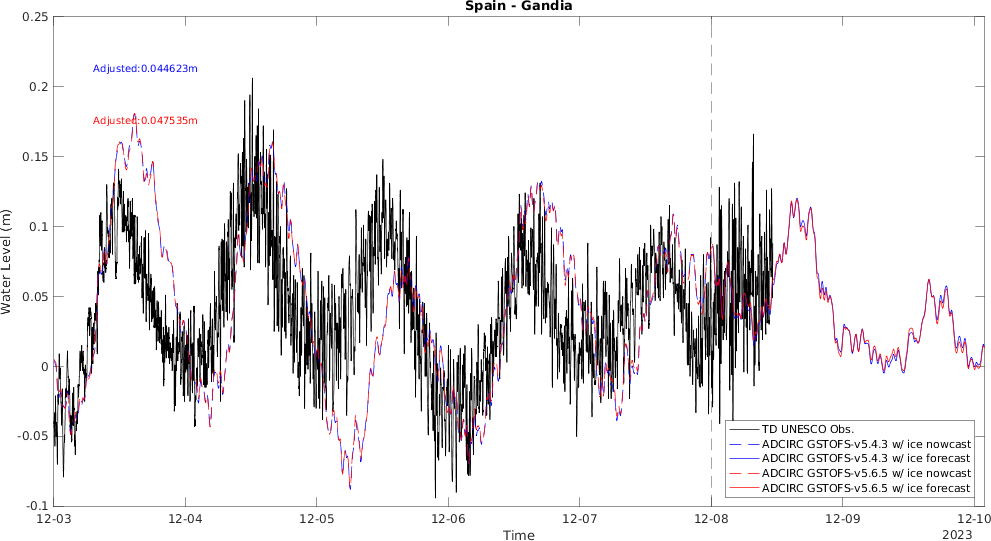 Spain - Gandia
0.25
0.2
0.15
0.1
0.05
0
-0.05
-0.1
Water Level (m)
Adjusted:0.044623m
Adjusted:0.047535m
TD UNESCO Obs.
ADCIRC GSTOFS-v5.4.3 w/ ice nowcast
ADCIRC GSTOFS-v5.4.3 w/ ice forecast
ADCIRC GSTOFS-v5.6.5 w/ ice nowcast
ADCIRC GSTOFS-v5.6.5 w/ ice forecast
12-03 12-04 12-05 12-06 12-07 12-08 12-09 12-10
Time
2023